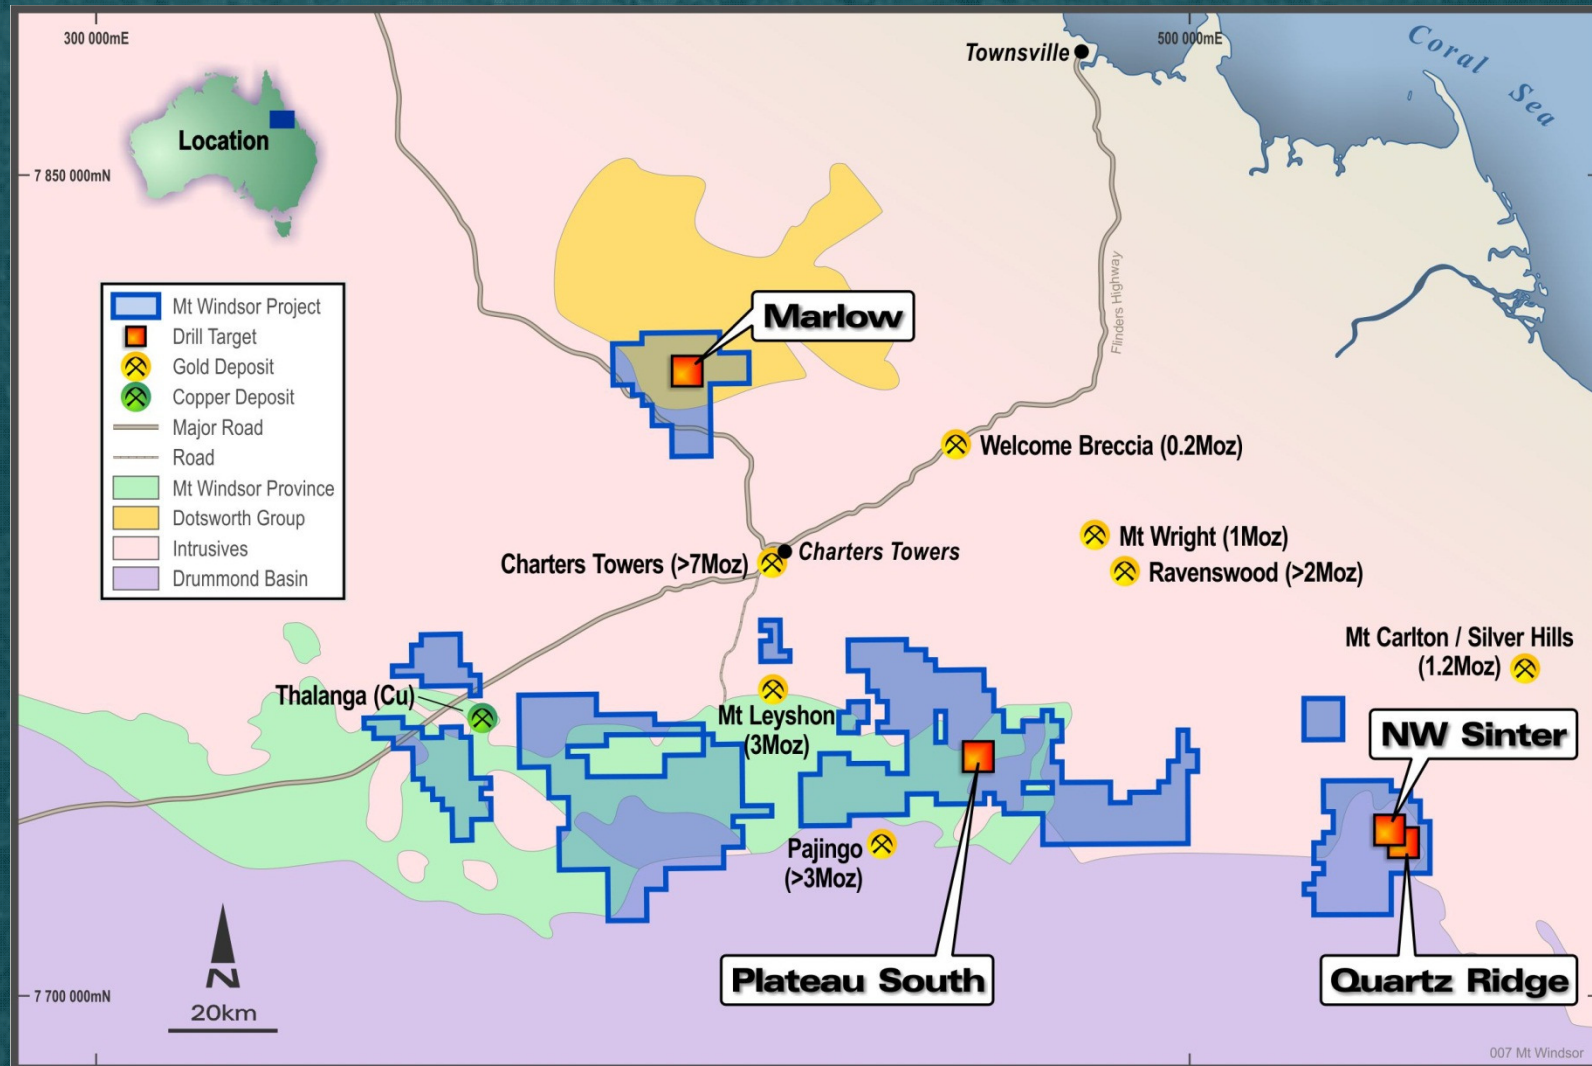 300 000mE
500 000mE
Coral Sea
Townsville
Location
7 850 000mN
Flinders Highway
Mt Windsor Project
Drill Target
Gold Deposit
Copper Deposit
Major Road
Road
Mt Windsor Province
Dotsworth Group
Intrusives
Drummond Basin
Marlow
Welcome Breccia (0.2Moz)
Charters Towers (>7Moz)
Charters Towers
Mt Wright (1Moz)
Ravenswood (>2Moz)
Mt Carlton / Silver Hills
(1.2Moz)
Thalanga (Cu)
Mt Leyshon
(3Moz)
NW Sinter
Pajingo
(>3Moz)
Plateau South
Quartz Ridge
7 700 000mN
N
20km
007 Mt Windsor